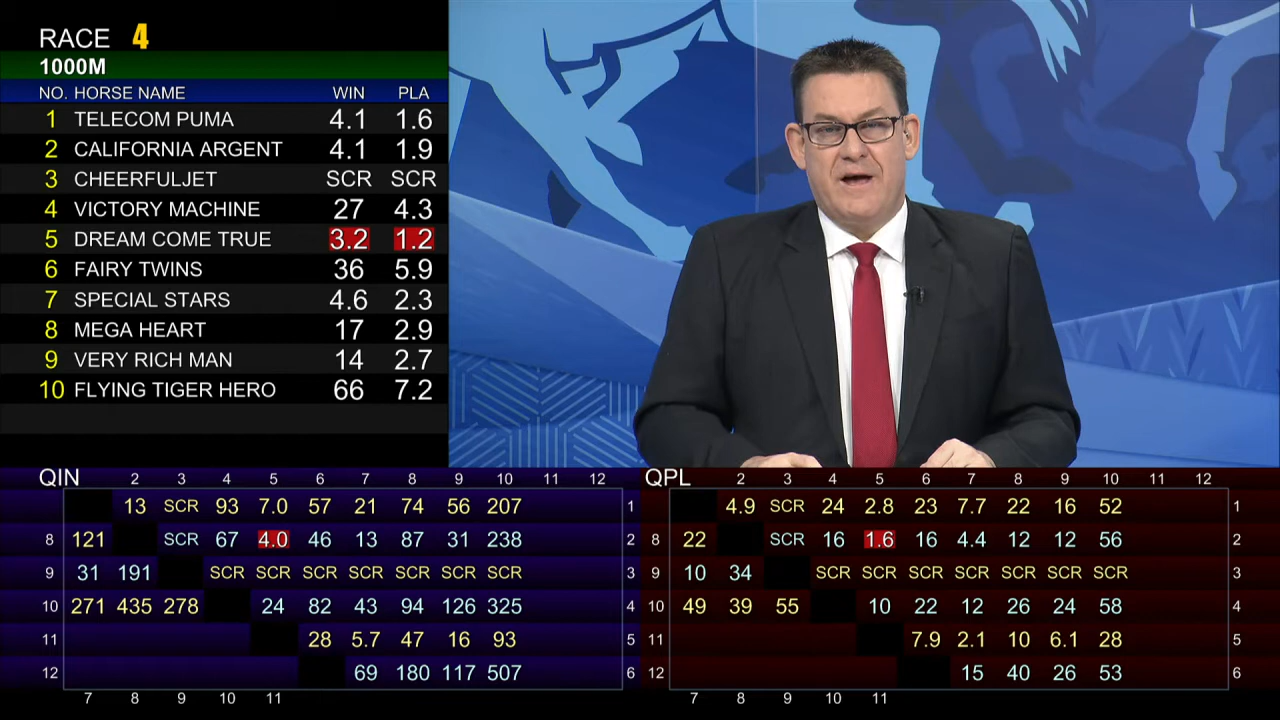 RACE 4
1000M
NO. HORSE NAME WIN PLA
1 TELECOM PUMA 4.1 1.6
2 CALIFORNIA ARGENT 4.1 1.9
3 CHEERFULJET SCR SCR
4 VICTORY MACHINE 27 4.3
5 DREAM COME TRUE 3.2 1.2
6 FAIRY TWINS 36 5.9
7 SPECIAL STARS 4.6 2.3
8 MEGA HEART 17 2.9
9 VERY RICH MAN 14 2.7
10 FLYING TIGER HERO 66 7.2
QIN 2 3 4 5 6 7 8 9 10 11 12
13 SCR 93 7.0 57 21 74 56 207 1
8 121 SCR 67 4.0 46 13 87 31 238 2
9 31 191 SCR SCR SCR SCR SCR SCR SCR 3
10 271 435 278 24 82 43 94 126 325 4
11 28 5.7 47 16 93 5
12 69 180 117 507 6
7 8 9 10 11
QPL 2 3 4 5 6 7 8 9 10 11 12
4.9 SCR 24 2.8 23 7.7 22 16 52 1
8 22 SCR 16 1.6 16 4.4 12 12 56 2
9 10 34 SCR SCR SCR SCR SCR SCR SCR 3
10 49 39 55 10 22 12 26 24 58 4
11 7.9 2.1 10 6.1 28 5
12 15 40 26 53 6
7 8 9 10 11